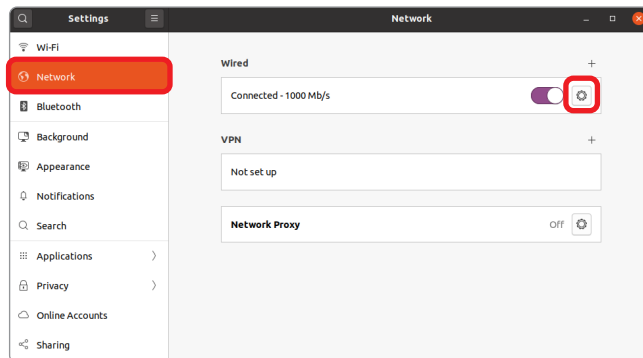 Settings
Network
Wi-Fi
Network
Bluetooth
Background
Appearance
Notifications
Search
Applications
Privacy
Online Accounts
Sharing
Wired
Connected - 1000 Mb/s
VPN
Not set up
Network Proxy
Off